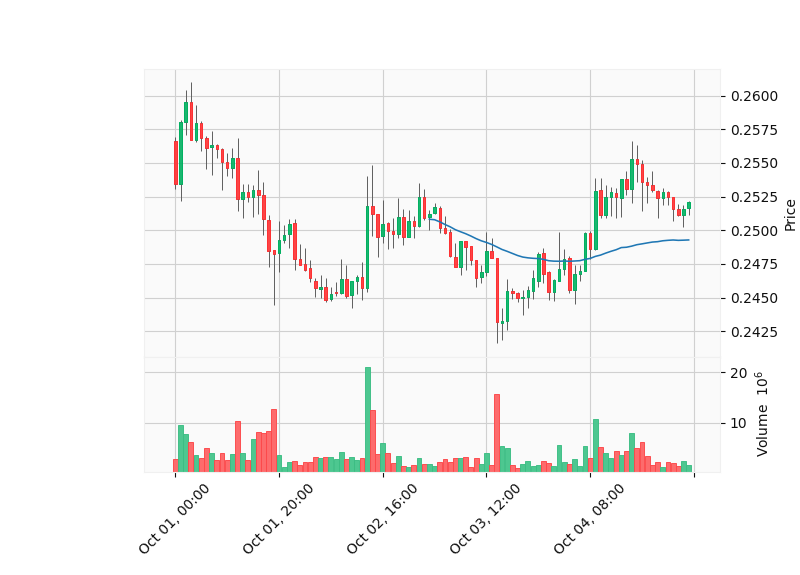 0.2600
0.2575
0.2550
0.2525
0.2500
0.2475
0.2450
0.2425
Price
20
10
Volume 10⁶
Oct 01, 00:00
Oct 01, 20:00
Oct 02, 16:00
Oct 03, 12:00
Oct 04, 08:00